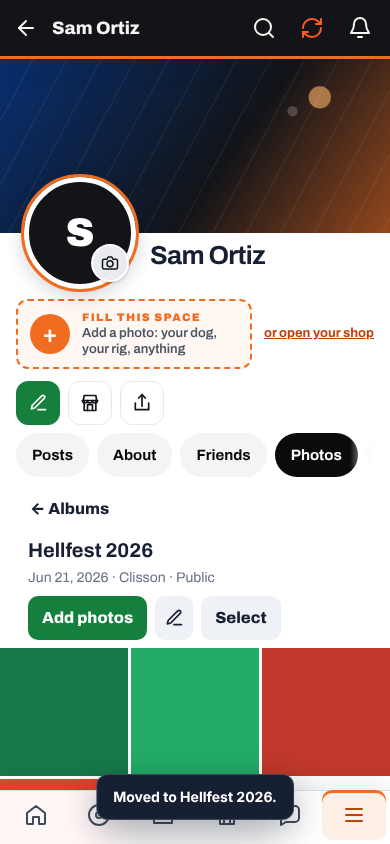 Sam Ortiz
S
Sam Ortiz
FILL THIS SPACE
Add a photo: your dog,
your rig, anything
or open your shop
Posts
About
Friends
Photos
← Albums
Hellfest 2026
Jun 21, 2026 · Clisson · Public
Add photos
Select
Moved to Hellfest 2026.